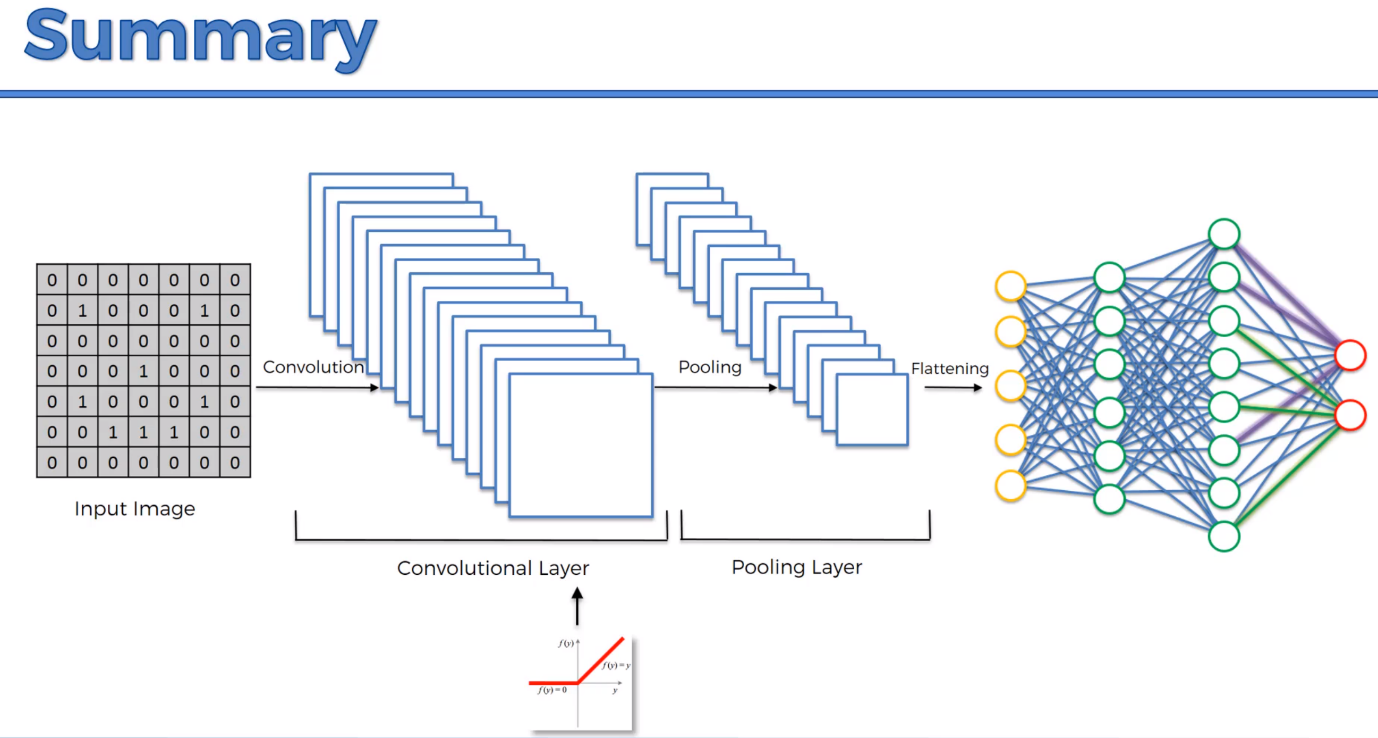 Summary
0 0 0 0 0 0 0
0 1 0 0 0 1 0
0 0 0 0 0 0 0
0 0 0 1 0 0 0
0 1 0 0 0 1 0
0 0 1 1 1 0 0
0 0 0 0 0 0 0
Input Image
Convolution
Convolutional Layer
Pooling
Pooling Layer
Flattening
f(y)
f(y)=y
f(y)=0
y